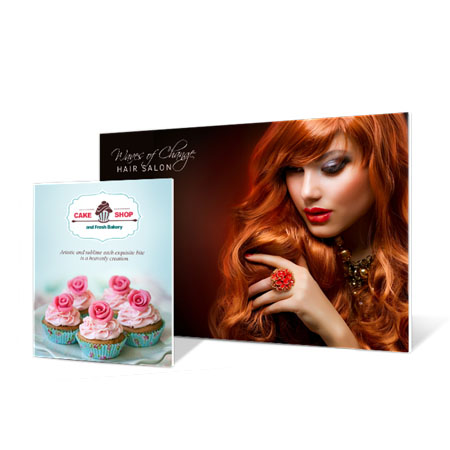 Waves of Change
HAIR SALON
CAKE SHOP
and Fresh Bakery
Artistic and sublime each exquisite bite
is a heavenly creation.